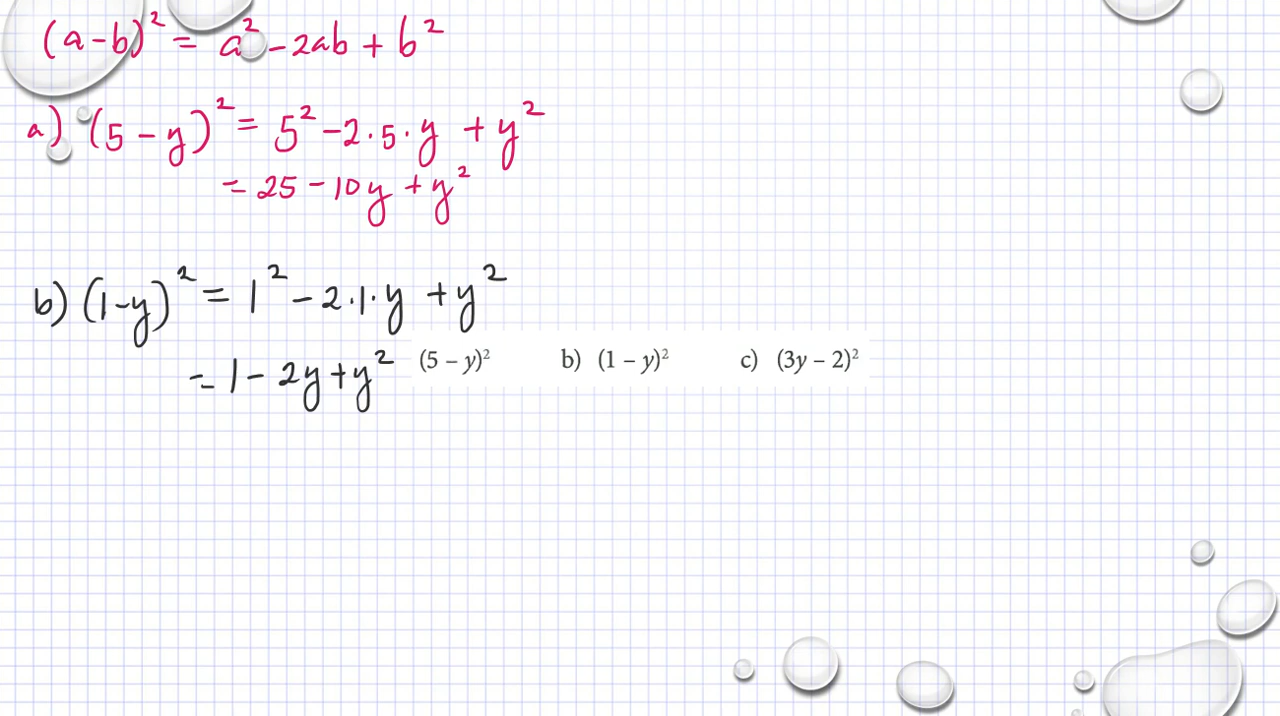 (a-b)² = a² - 2ab + b²
a) (5 - y)² = 5² - 2·5·y + y²
= 25 - 10y + y²
b) (1-y)² = 1² - 2·1·y + y²
= 1 - 2y + y²
(5 – y)² b) (1 – y)² c) (3y – 2)²